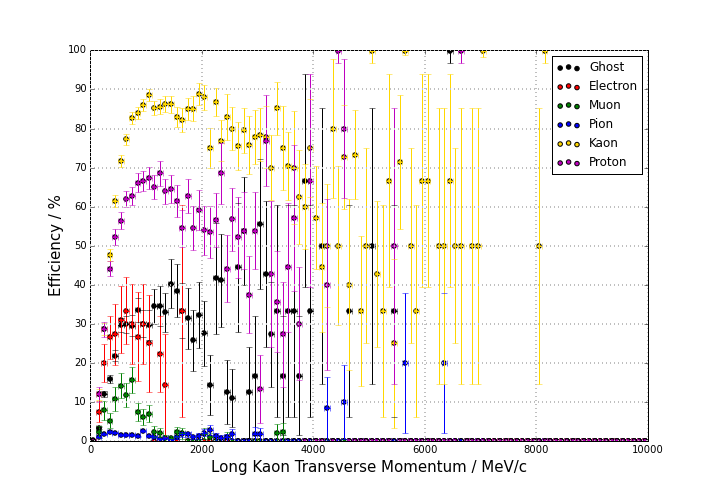 100
90
80
70
60
50
40
30
20
10
0
Efficiency / %
Ghost
Electron
Muon
Pion
Kaon
Proton
0 2000 4000 6000 8000 10000
Long Kaon Transverse Momentum / MeV/c